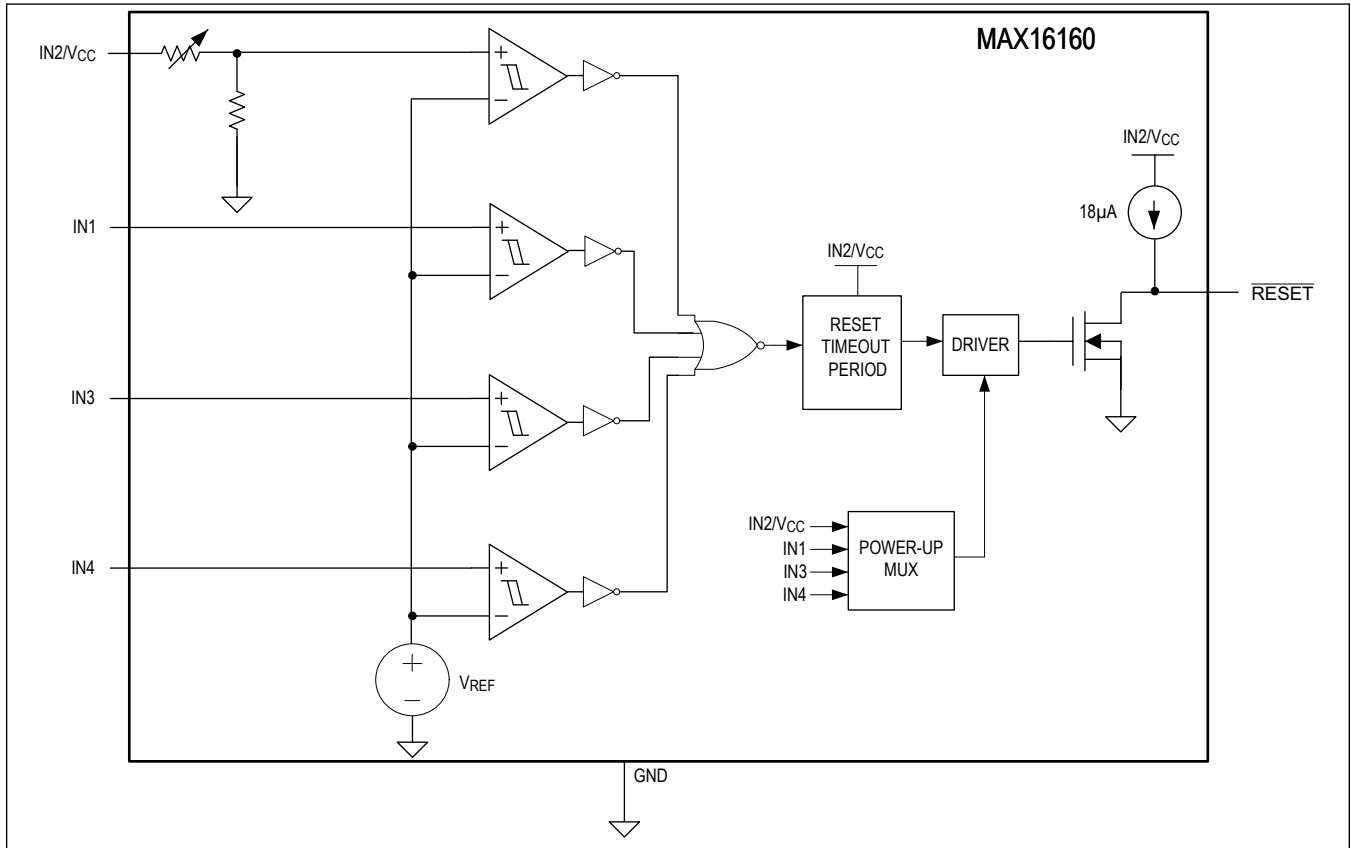 MAX16160
IN2/VCC
+
−
IN2/VCC
18µA
IN1
+
−
IN2/VCC
RESET
TIMEOUT
PERIOD
DRIVER
RESET
IN3
+
−
IN2/VCC
IN1
IN3
IN4
POWER-UP
MUX
IN4
+
−
+
−
VREF
GND